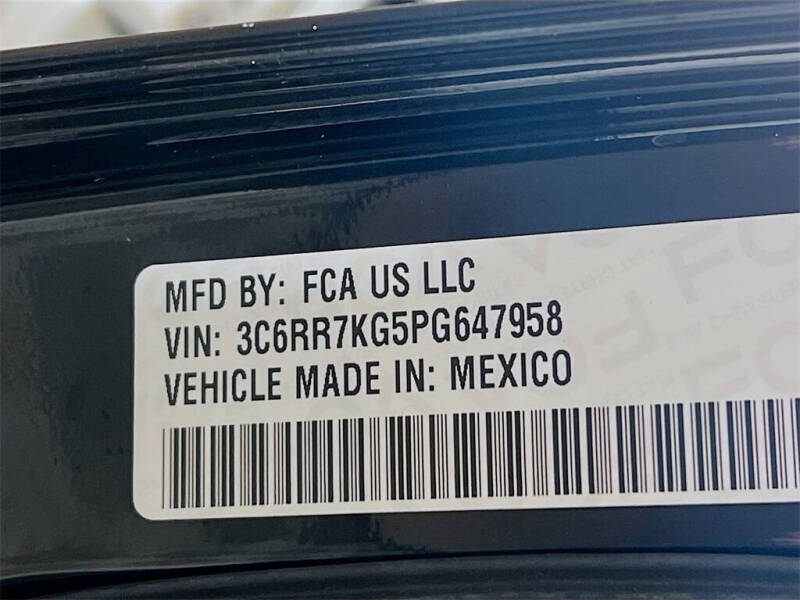 MFD BY: FCA US LLC
VIN: 3C6RR7KG5PG647958
VEHICLE MADE IN: MEXICO